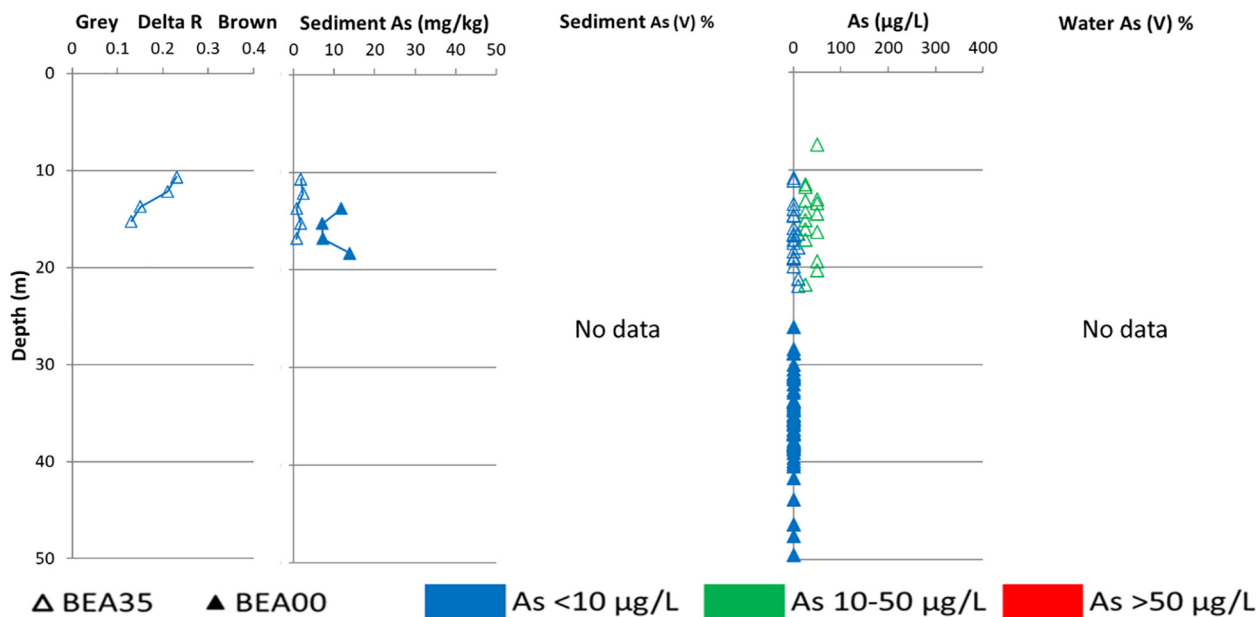 Grey Delta R Brown
0 0.1 0.2 0.3 0.4
Sediment As (mg/kg)
0 10 20 30 40 50
Sediment As (V) %
As (µg/L)
0 100 200 300 400
Water As (V) %
Depth (m)
0
10
20
30
40
50
No data
No data
BEA35
BEA00
As <10 µg/L
As 10-50 µg/L
As >50 µg/L